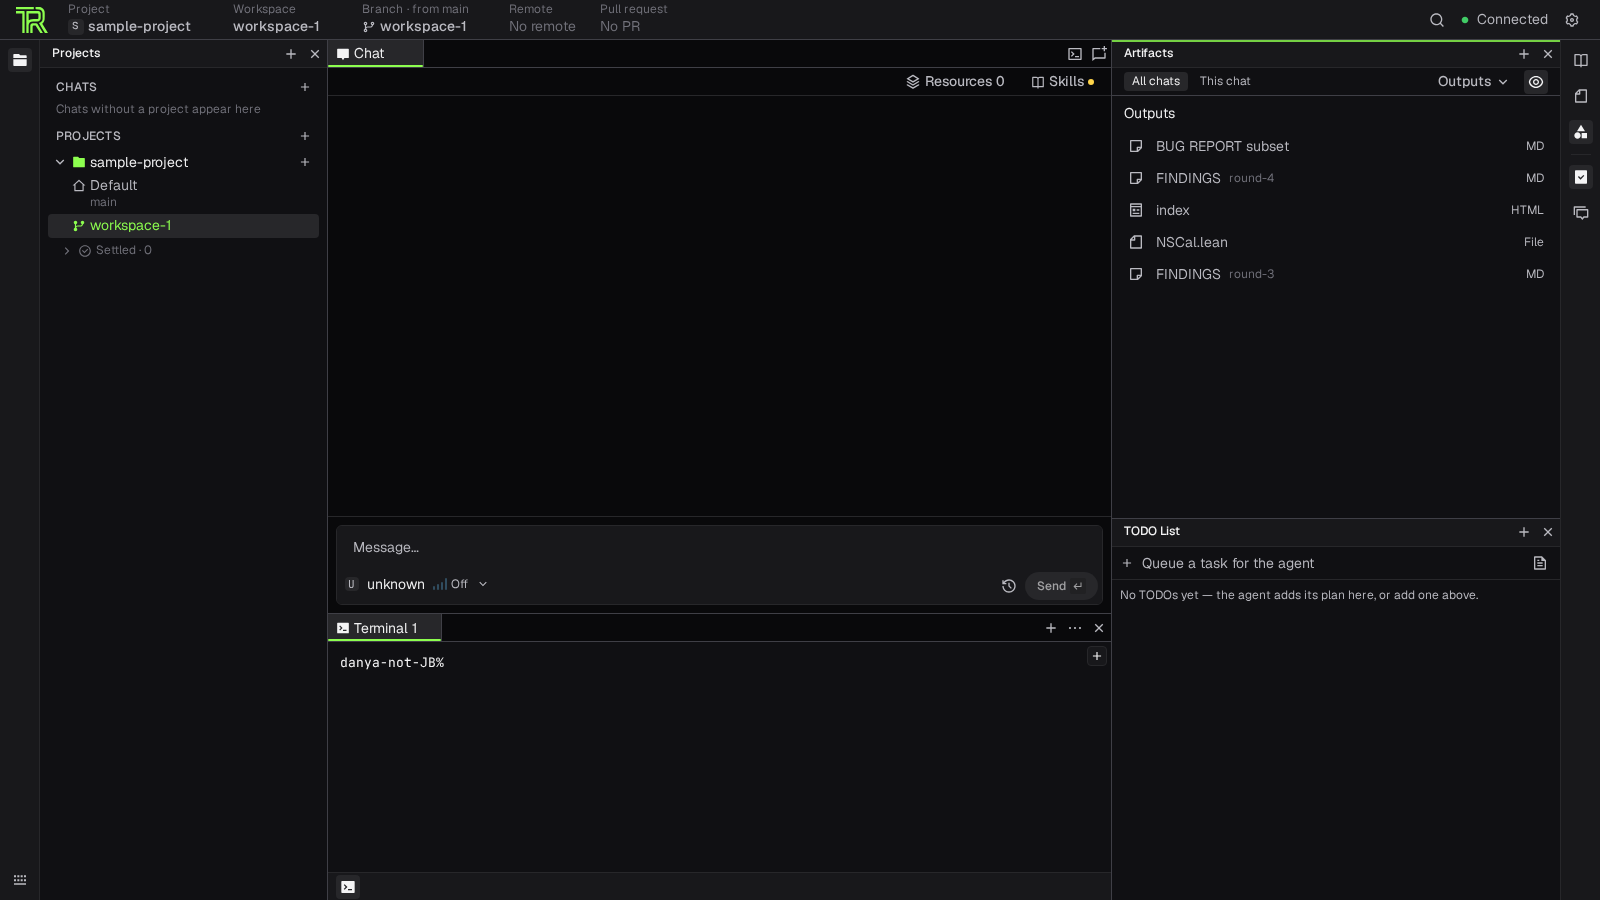 TR
Project
S sample-project
Workspace
workspace-1
Branch · from main
workspace-1
Remote
No remote
Pull request
No PR
Connected
Projects
CHATS
Chats without a project appear here
PROJECTS
sample-project
Default
main
workspace-1
Settled · 0
Chat
Resources 0
Skills
Message...
U unknown Off
Send
Terminal 1
danya-not-JB%
Artifacts
All chats This chat Outputs
Outputs
BUG REPORT subset MD
FINDINGS round-4 MD
index HTML
NSCal.lean File
FINDINGS round-3 MD
TODO List
Queue a task for the agent
No TODOs yet — the agent adds its plan here, or add one above.